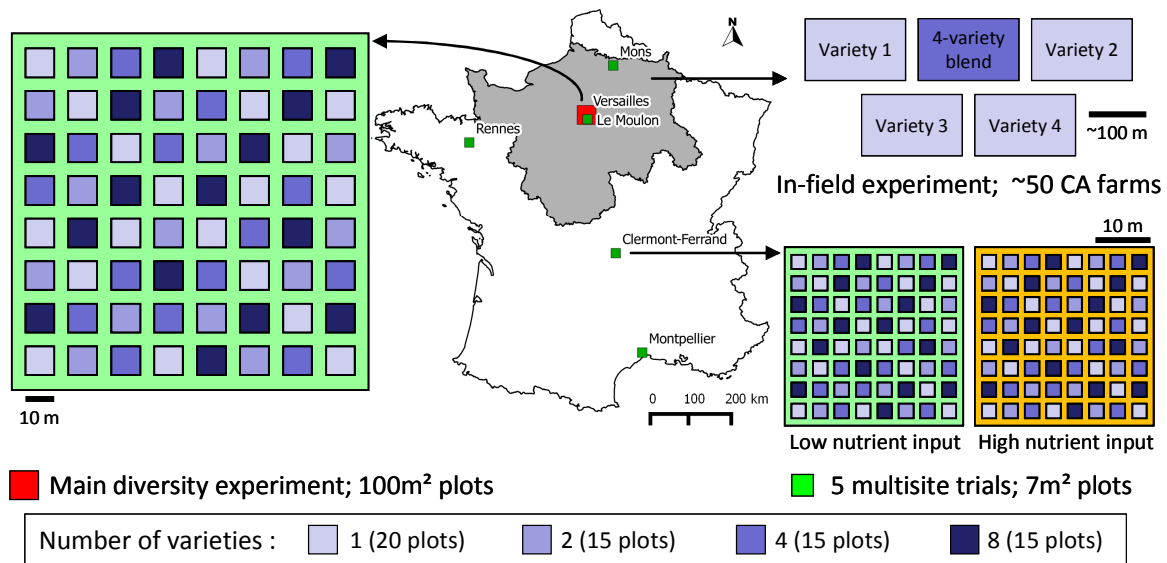 N
Mons
Versailles
Le Moulon
Rennes
Clermont-Ferrand
Montpellier
0 100 200 km
10 m
Variety 1
4-variety
blend
Variety 2
Variety 3
Variety 4
~100 m
In-field experiment; ~50 CA farms
10 m
Low nutrient input
High nutrient input
Main diversity experiment; 100m² plots
5 multisite trials; 7m² plots
Number of varieties : 1 (20 plots) 2 (15 plots) 4 (15 plots) 8 (15 plots)